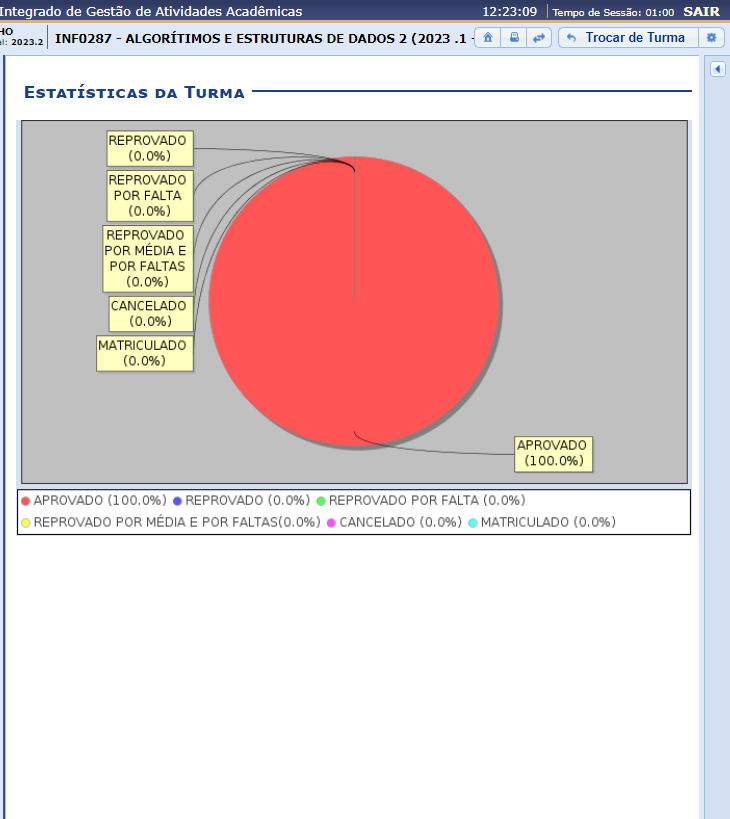 Integrado de Gestão de Atividades Acadêmicas 12:23:09 Tempo de Sessão: 01:00 SAIR
HO
el: 2023.2
INF0287 - ALGORÍTIMOS E ESTRUTURAS DE DADOS 2 (2023 .1 -
Trocar de Turma
ESTATÍSTICAS DA TURMA
REPROVADO
(0.0%)
REPROVADO
POR FALTA
(0.0%)
REPROVADO
POR MÉDIA E
POR FALTAS
(0.0%)
CANCELADO
(0.0%)
MATRICULADO
(0.0%)
APROVADO
(100.0%)
APROVADO (100.0%) REPROVADO (0.0%) REPROVADO POR FALTA (0.0%)
REPROVADO POR MÉDIA E POR FALTAS(0.0%) CANCELADO (0.0%) MATRICULADO (0.0%)